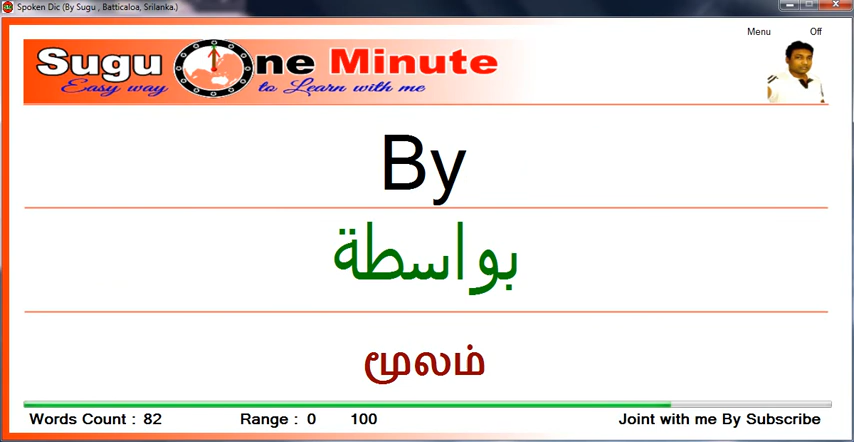 Spoken Dic (By Sugu , Batticaloa, Srilanka.)
Menu Off
Sugu One Minute
Easy way to Learn with me
By
بواسطة
மூலம்
Words Count : 82 Range : 0 100 Joint with me By Subscribe